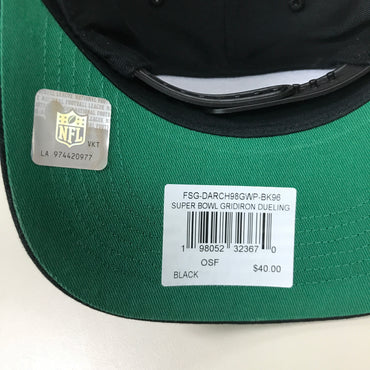 NFL
VKT
LA 974420977
FSG-DARCH98GWP-BK96
SUPER BOWL GRIDIRON DUELING
1 98052 32367 0
OSF
BLACK $40.00